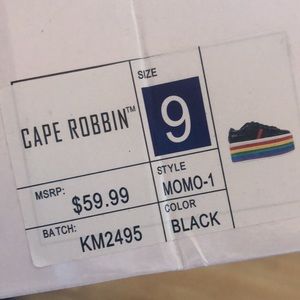 CAPE ROBBIN™
SIZE
9
MSRP:
$59.99
STYLE
MOMO-1
BATCH:
KM2495
COLOR
BLACK